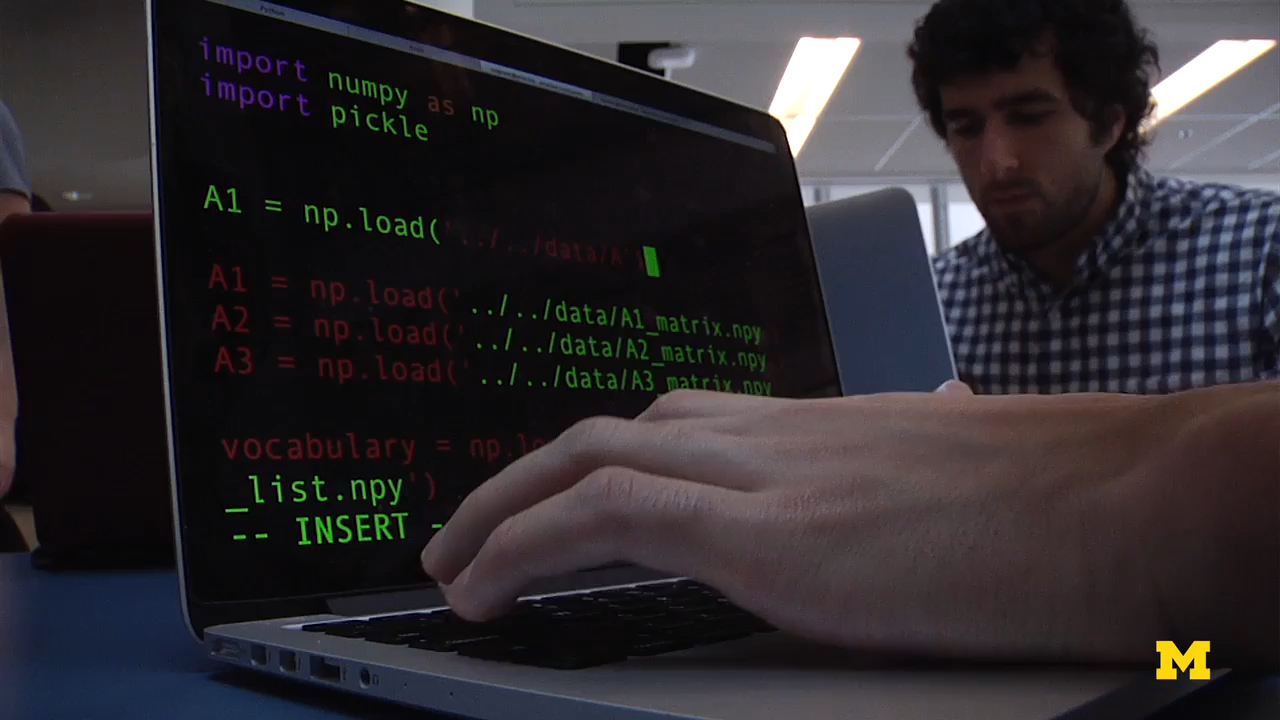 Python
import numpy as np
import pickle
A1 = np.load('../../data/A')
A1 = np.load('../../data/A1_matrix.npy
A2 = np.load('../../data/A2_matrix.npy
A3 = np.load('../../data/A3_matrix.npy
vocabulary = np.lo
_list.npy')
-- INSERT -
M